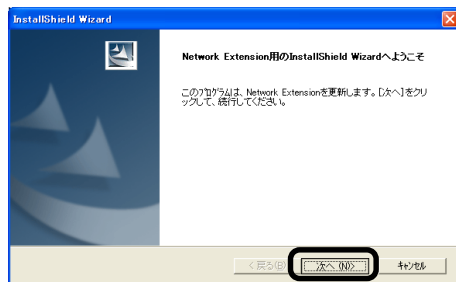 InstallShield Wizard
Network Extension用のInstallShield Wizardへようこそ
このプログラムは、Network Extensionを更新します。[次へ]をクリ
ックして、続行してください。
< 戻る(B)
次へ (N)>
キャンセル